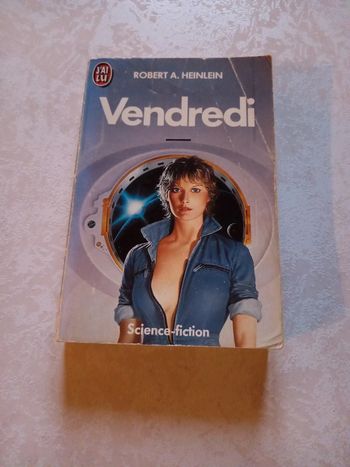 J'AI
LU
ROBERT A. HEINLEIN
Vendredi
Science-fiction